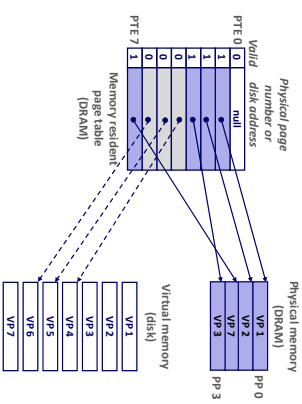 Physical page
number or
disk address
Valid
PTE 0
0
null
1
1
1
0
0
0
PTE 7
1
Memory resident
page table
(DRAM)
Physical memory
(DRAM)
VP 1
PP 0
VP 2
VP 7
VP 3
PP 3
Virtual memory
(disk)
VP 1
VP 2
VP 3
VP 4
VP 5
VP 6
VP 7